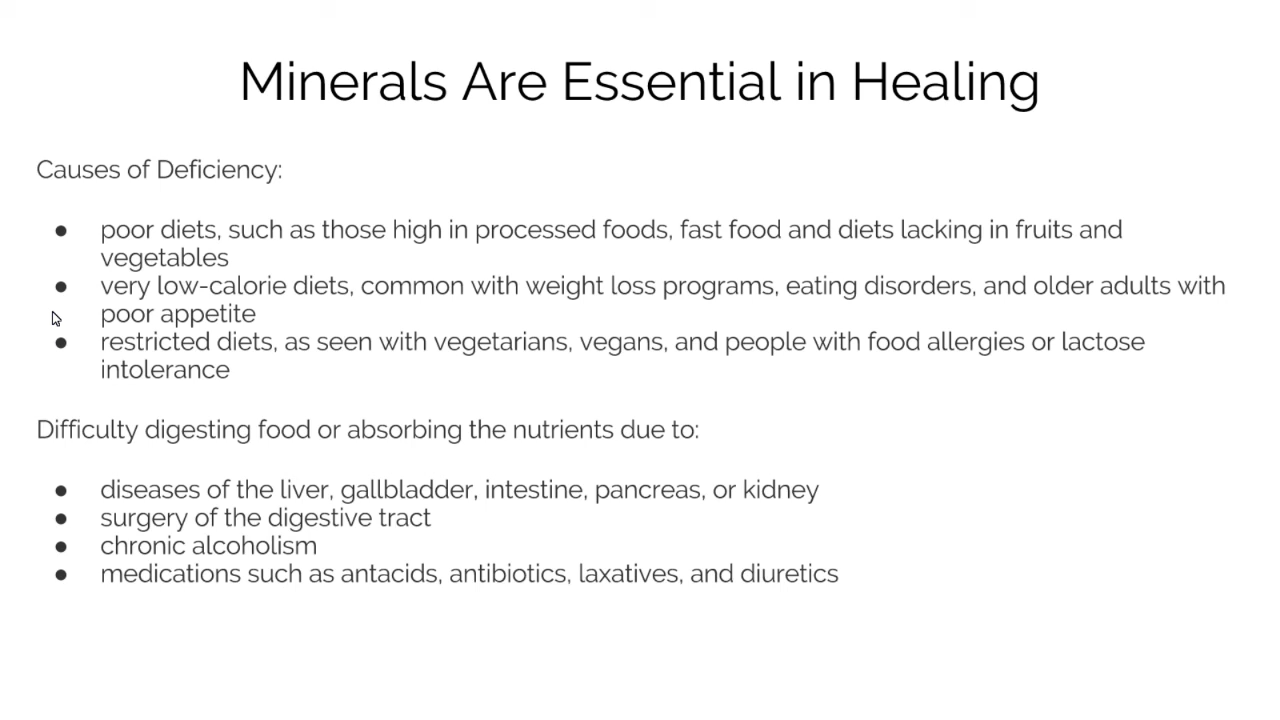 Minerals Are Essential in Healing
Causes of Deficiency:
● poor diets, such as those high in processed foods, fast food and diets lacking in fruits and
vegetables
● very low-calorie diets, common with weight loss programs, eating disorders, and older adults with
poor appetite
● restricted diets, as seen with vegetarians, vegans, and people with food allergies or lactose
intolerance
Difficulty digesting food or absorbing the nutrients due to:
● diseases of the liver, gallbladder, intestine, pancreas, or kidney
● surgery of the digestive tract
● chronic alcoholism
● medications such as antacids, antibiotics, laxatives, and diuretics